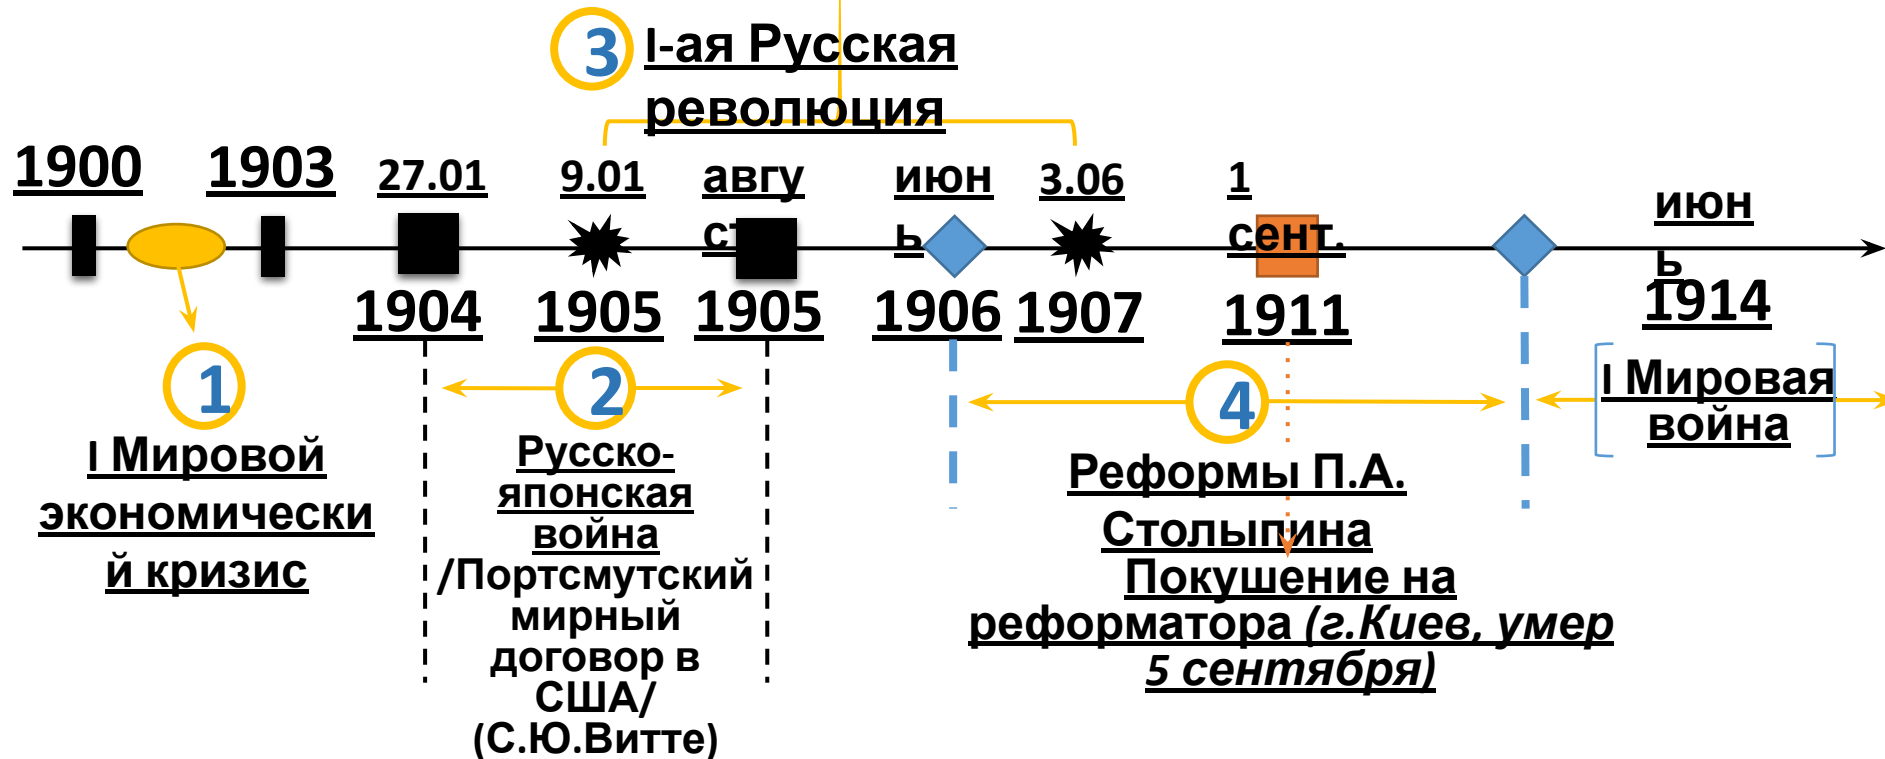 3
I-ая Русская
революция
1900
1903
27.01
9.01
авгу
ст
июн
ь
3.06
1
сент.
июн
ь
1904
1905
1905
1906
1907
1911
1914
1
I Мировой
экономически
й кризис
2
Русско-
японская
война
/Портсмутский
мирный
договор в
США/
(С.Ю.Витте)
4
Реформы П.А.
Столыпина
Покушение на
реформатора (г.Киев, умер
5 сентября)
I Мировая
война